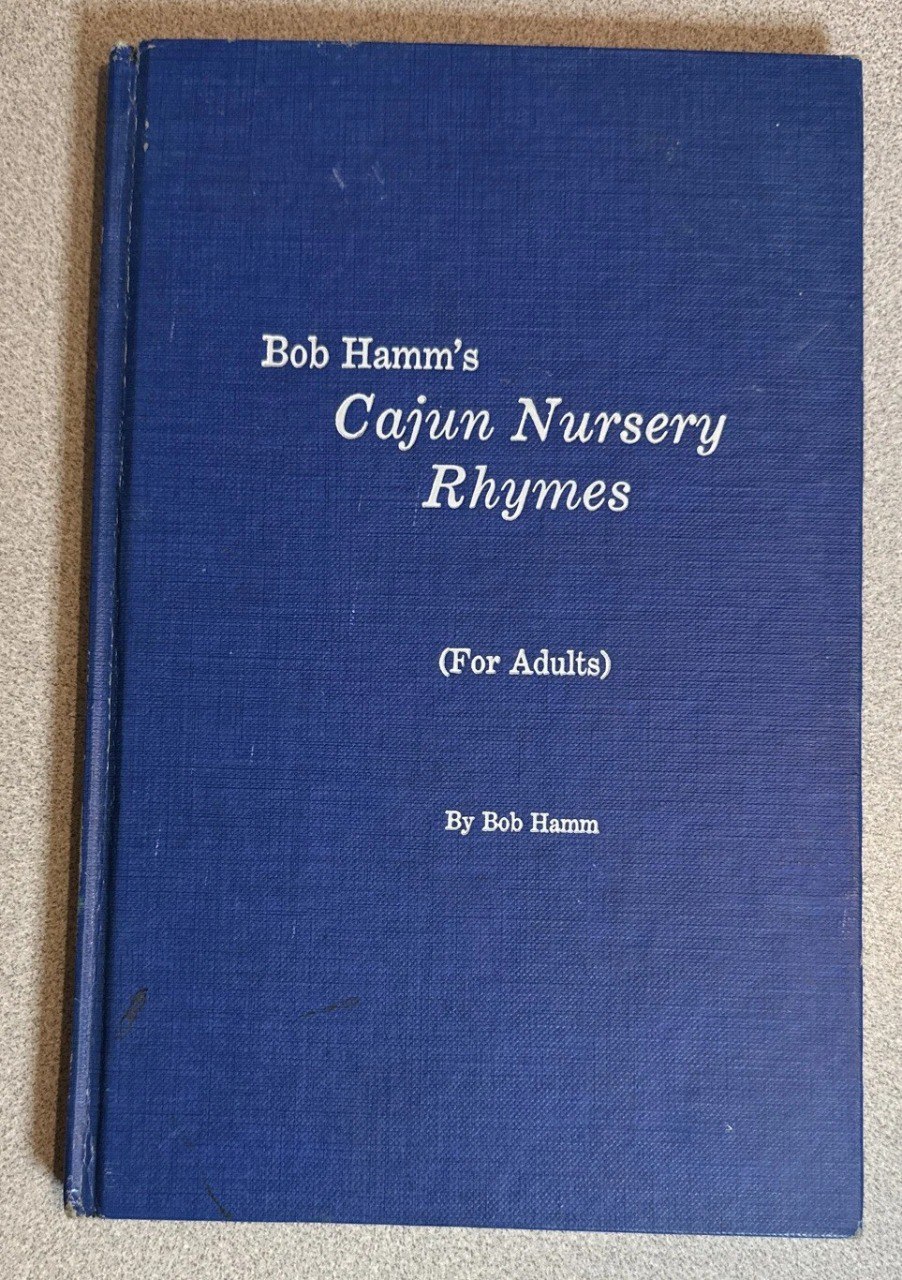 Bob Hamm's
Cajun Nursery
Rhymes
(For Adults)
By Bob Hamm